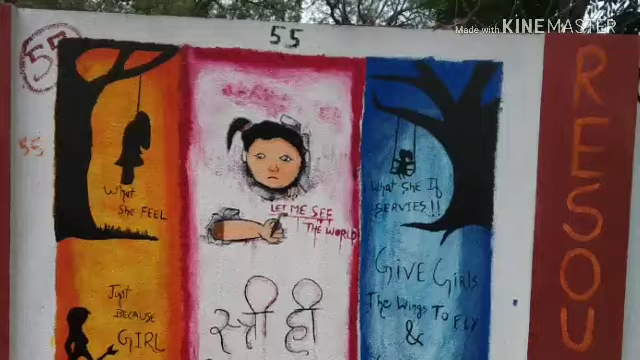 Made with KINEMASTER
55
55
55
What
She FEEL
Just
BECAUSE
GIRL
LET ME SEE
THE WORLD
स्त्री ही
What SHE If
SERVIES!!
GIVE GIRLS
The Wings To FLY
&
RESOU